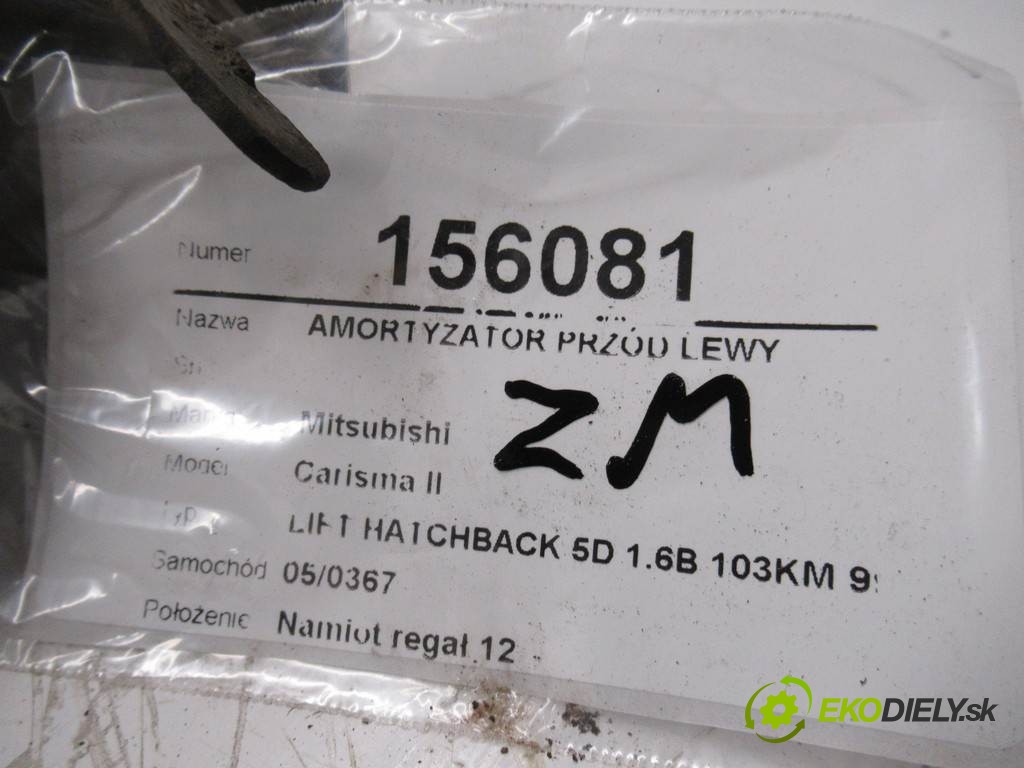 Numer 156081
Nazwa AMORTYZATOR PRZÓD LEWY
ZM
Mitsubishi
Model Carisma II
LIFT HATCHBACK 5D 1.6B 103KM
Samochód 05/0367
Położenie Namiot regał 12
EKODIELY.sk